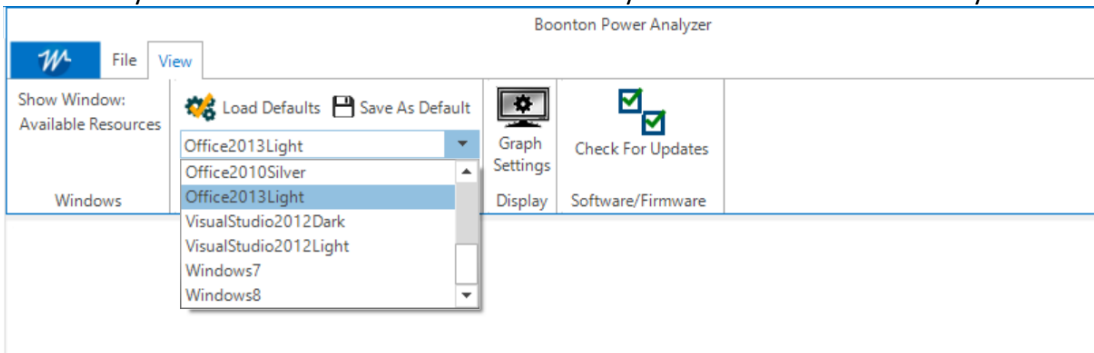 Boonton Power Analyzer
File View
Show Window:
Available Resources
Windows
Load Defaults Save As Default
Office2013Light
Office2010Silver
Office2013Light
VisualStudio2012Dark
VisualStudio2012Light
Windows7
Windows8
Graph
Settings
Display
Check For Updates
Software/Firmware